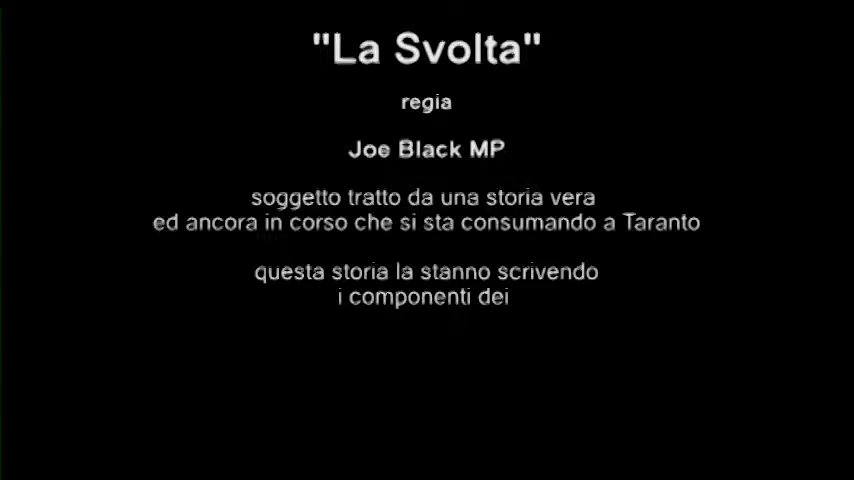 "La Svolta"
regia
Joe Black MP
soggetto tratto da una storia vera
ed ancora in corso che si sta consumando a Taranto
questa storia la stanno scrivendo
i componenti dei